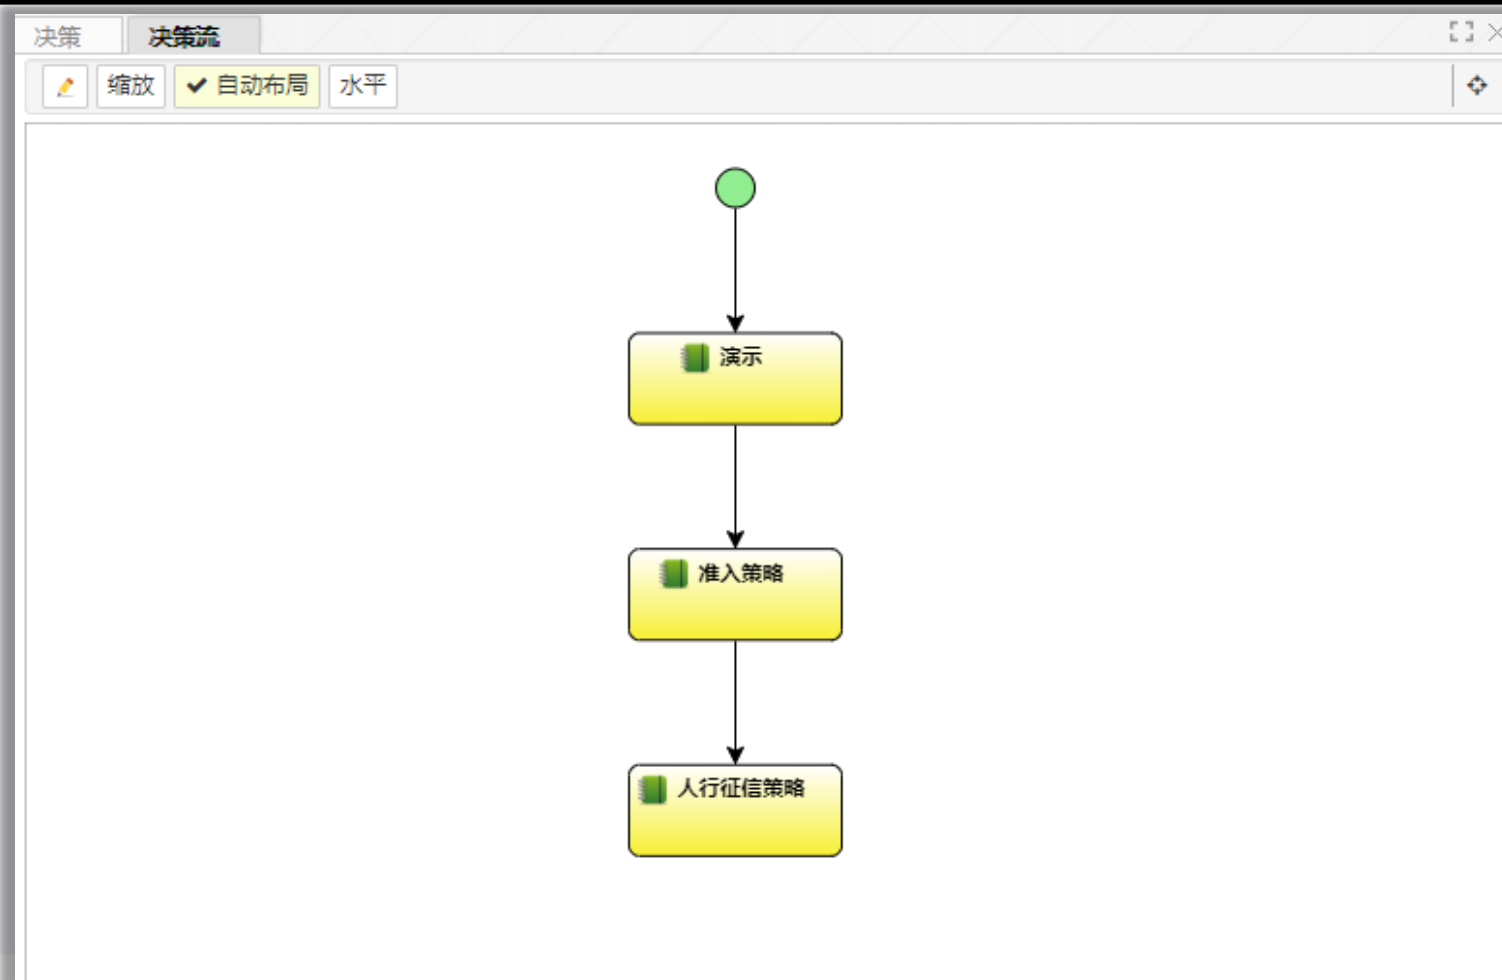 决策 决策流
缩放 自动布局 水平
演示
准入策略
人行征信策略